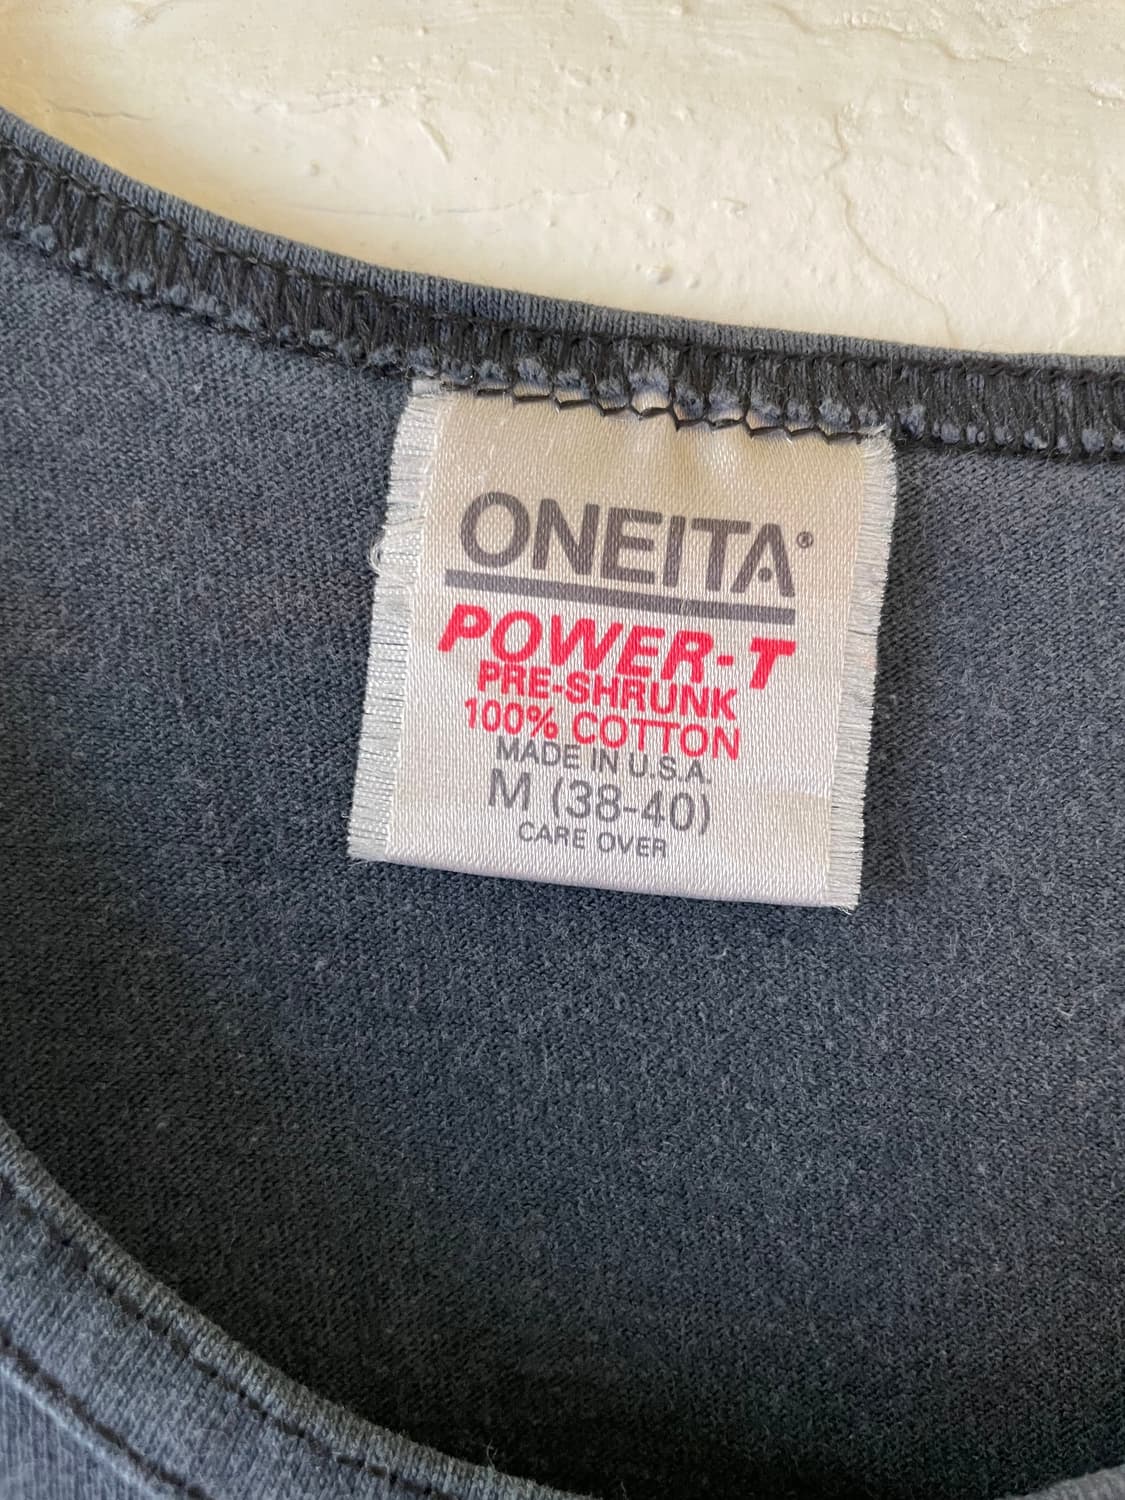 ONEITA®
POWER-T
PRE-SHRUNK
100% COTTON
MADE IN U.S.A.
M (38-40)
CARE OVER